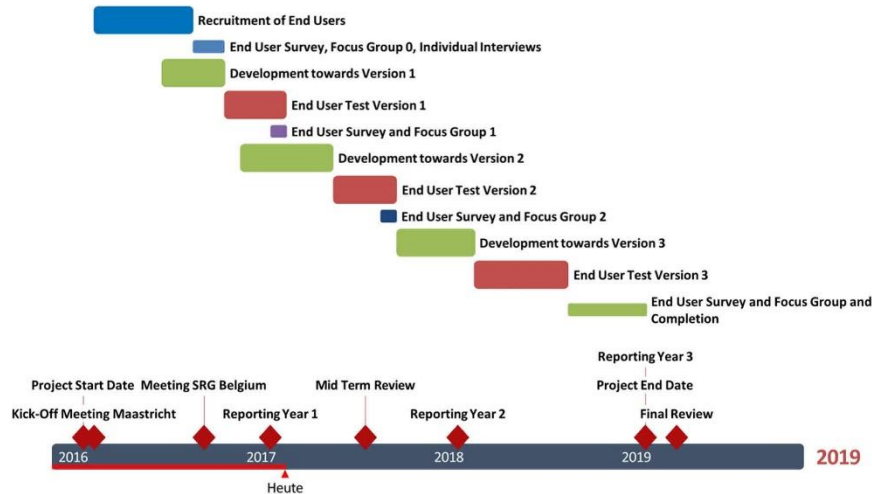 Recruitment of End Users
End User Survey, Focus Group 0, Individual Interviews
Development towards Version 1
End User Test Version 1
End User Survey and Focus Group 1
Development towards Version 2
End User Test Version 2
End User Survey and Focus Group 2
Development towards Version 3
End User Test Version 3
End User Survey and Focus Group and
Completion
Reporting Year 3
Project Start Date
Meeting SRG Belgium
Mid Term Review
Project End Date
Kick-Off Meeting Maastricht
Reporting Year 1
Reporting Year 2
Final Review
2016
2017
2018
2019
2019
Heute